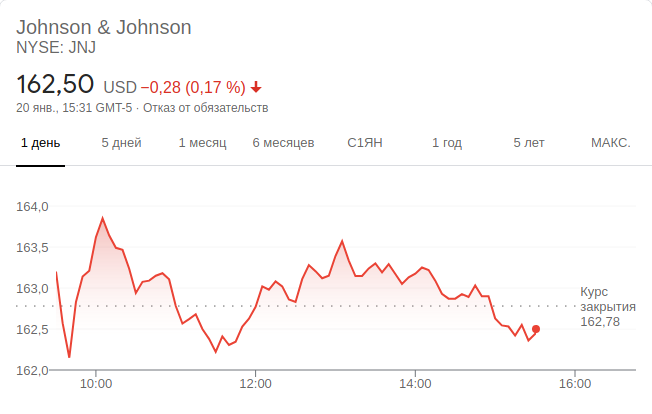 Johnson & Johnson
NYSE: JNJ
162,50 USD −0,28 (0,17 %)
20 янв., 15:31 GMT-5 · Отказ от обязательств
1 день 5 дней 1 месяц 6 месяцев С1ЯН 1 год 5 лет МАКС.
164,0
163,5
163,0
162,5
162,0
Курс
закрытия
162,78
10:00 12:00 14:00 16:00